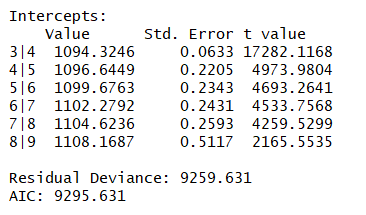 Intercepts:
    Value     Std. Error t value
3|4  1094.3246     0.0633 17282.1168
4|5  1096.6449     0.2205  4973.9804
5|6  1099.6763     0.2343  4693.2641
6|7  1102.2792     0.2431  4533.7568
7|8  1104.6236     0.2593  4259.5299
8|9  1108.1687     0.5117  2165.5535

Residual Deviance: 9259.631
AIC: 9295.631